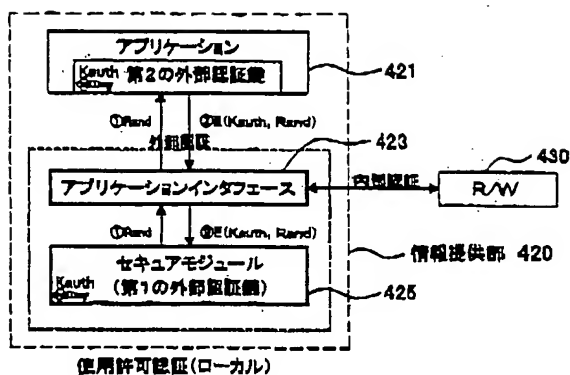 アプリケーション
Kauth 第2の外部認証鍵
421
①Rand ②E(Kauth, Rand)
外部認証
423
アプリケーションインタフェース
内部認証
430
R/W
①Rand ②E(Kauth, Rand)
セキュアモジュール
Kauth (第1の外部認証鍵)
情報提供部 420
425
使用許可認証(ローカル)